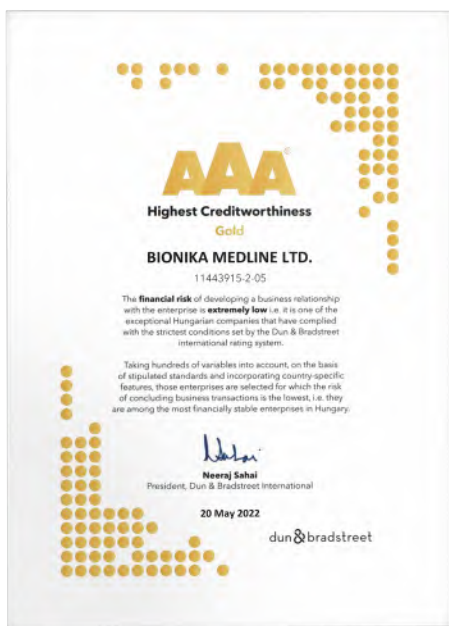 AAA®
Highest Creditworthiness
Gold
BIONIKA MEDLINE LTD.
11443915-2-05
The financial risk of developing a business relationship
with the enterprise is extremely low i.e. it is one of the
exceptional Hungarian companies that have complied
with the strictest conditions set by the Dun & Bradstreet
international rating system.
Taking hundreds of variables into account, on the basis
of stipulated standards and incorporating country-specific
features, those enterprises are selected for which the risk
of concluding business transactions is the lowest, i.e. they
are among the most financially stable enterprises in Hungary.
Neeraj Sahai
President, Dun & Bradstreet International
20 May 2022
dun & bradstreet